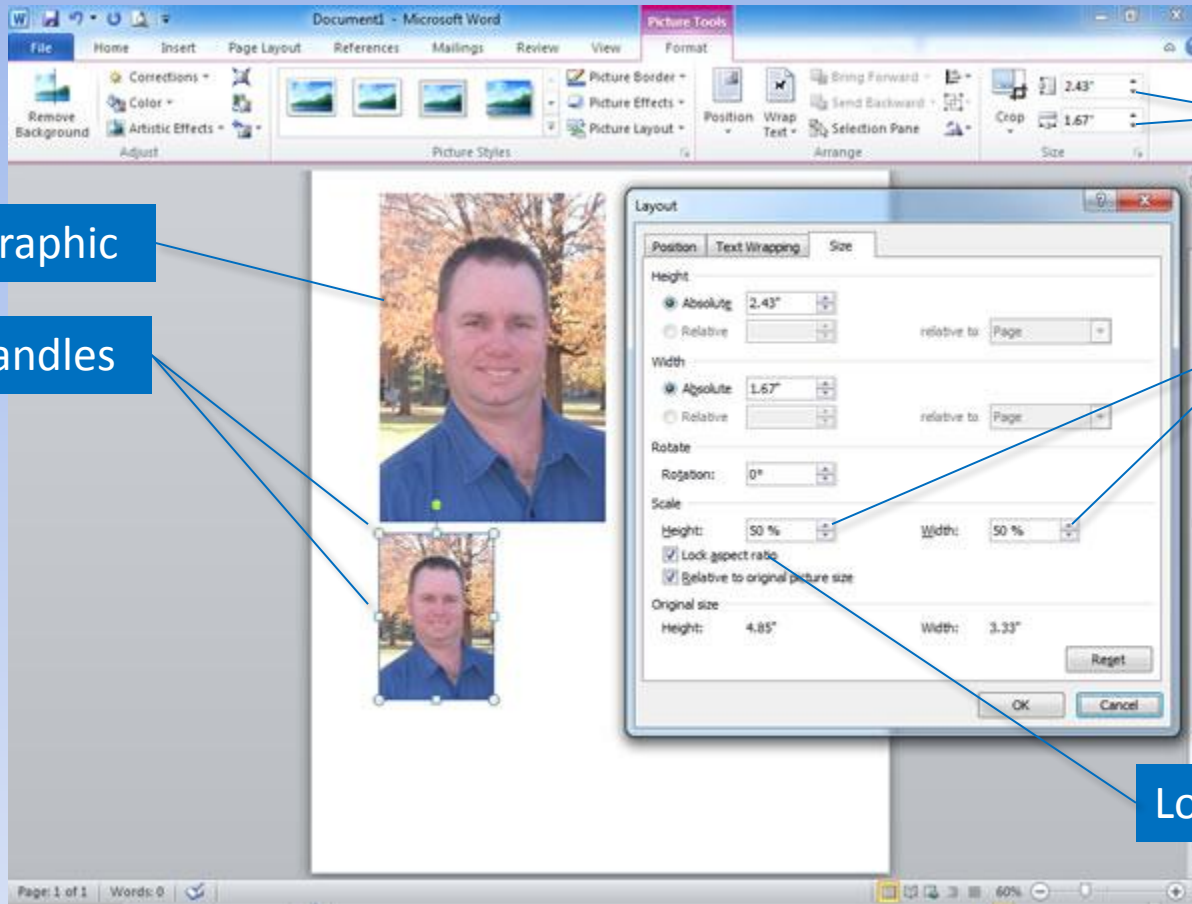 Document1 - Microsoft Word
Picture Tools
File Home Insert Page Layout References Mailings Review View Format
Remove Background
Corrections
Color
Artistic Effects
Adjust
Picture Styles
Picture Border
Picture Effects
Picture Layout
Position
Wrap Text
Bring Forward
Send Backward
Selection Pane
Arrange
Crop
2.43"
1.67"
Size
raphic
andles
Layout
Position Text Wrapping Size
Height
Absolute 2.43"
Relative relative to Page
Width
Absolute 1.67"
Relative relative to Page
Rotate
Rotation: 0°
Scale
Height: 50 % Width: 50 %
Lock aspect ratio
Relative to original picture size
Original size
Height: 4.85" Width: 3.33"
Reset
OK Cancel
Lo
Page: 1 of 1 Words: 0 60%